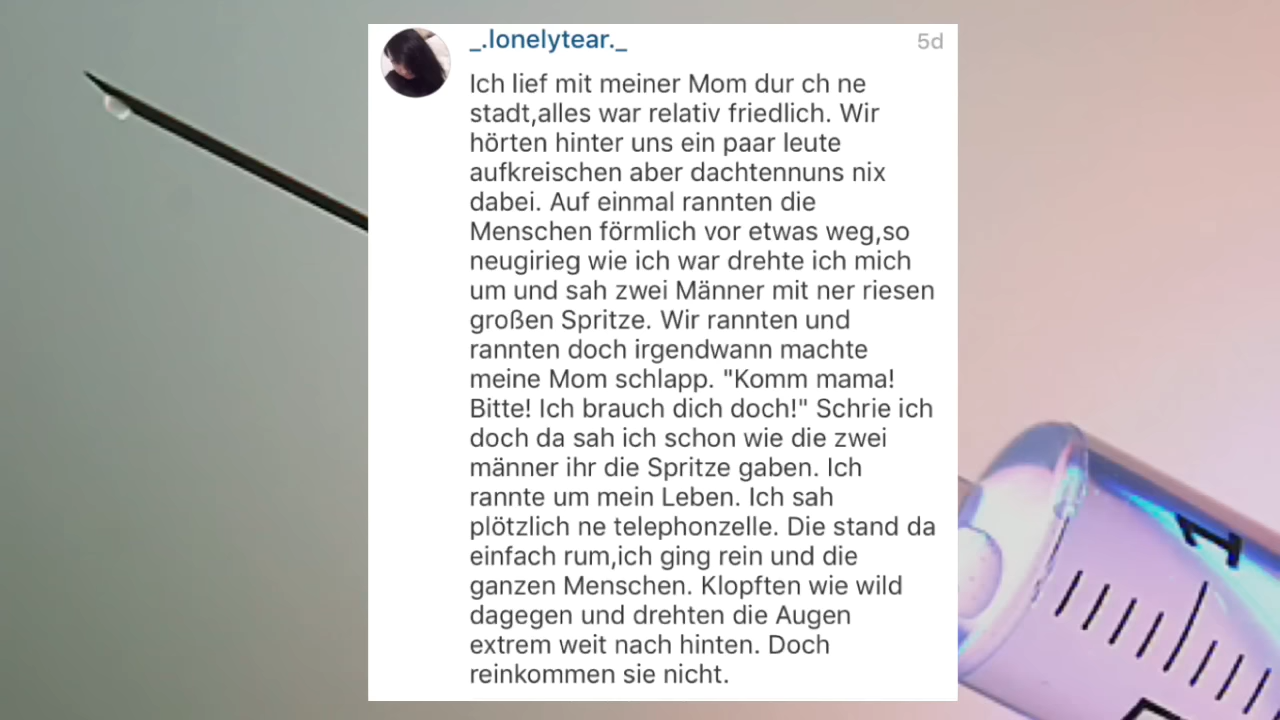 _.lonelytear._ 5d
Ich lief mit meiner Mom dur ch ne
stadt,alles war relativ friedlich. Wir
hörten hinter uns ein paar leute
aufkreischen aber dachtennuns nix
dabei. Auf einmal rannten die
Menschen förmlich vor etwas weg,so
neugirieg wie ich war drehte ich mich
um und sah zwei Männer mit ner riesen
großen Spritze. Wir rannten und
rannten doch irgendwann machte
meine Mom schlapp. "Komm mama!
Bitte! Ich brauch dich doch!" Schrie ich
doch da sah ich schon wie die zwei
männer ihr die Spritze gaben. Ich
rannte um mein Leben. Ich sah
plötzlich ne telephonzelle. Die stand da
einfach rum,ich ging rein und die
ganzen Menschen. Klopften wie wild
dagegen und drehten die Augen
extrem weit nach hinten. Doch
reinkommen sie nicht.
1